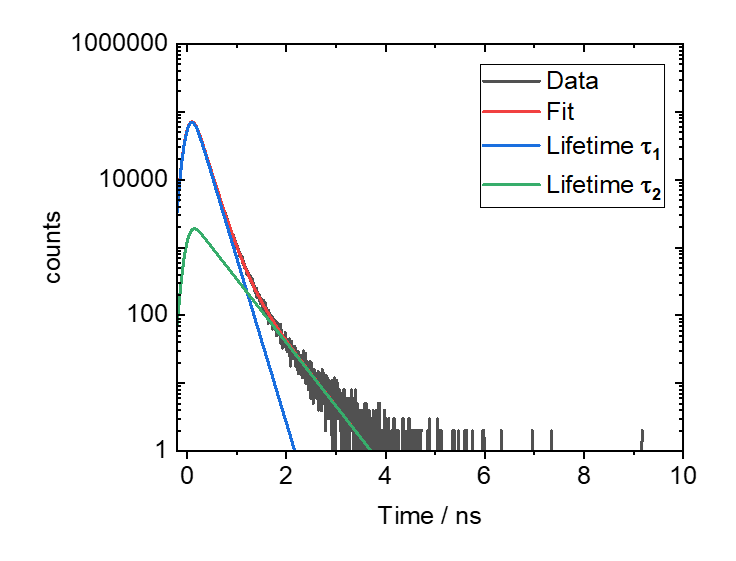 1000000
10000
100
1
counts
0 2 4 6 8 10
Time / ns
Data
Fit
Lifetime τ₁
Lifetime τ₂